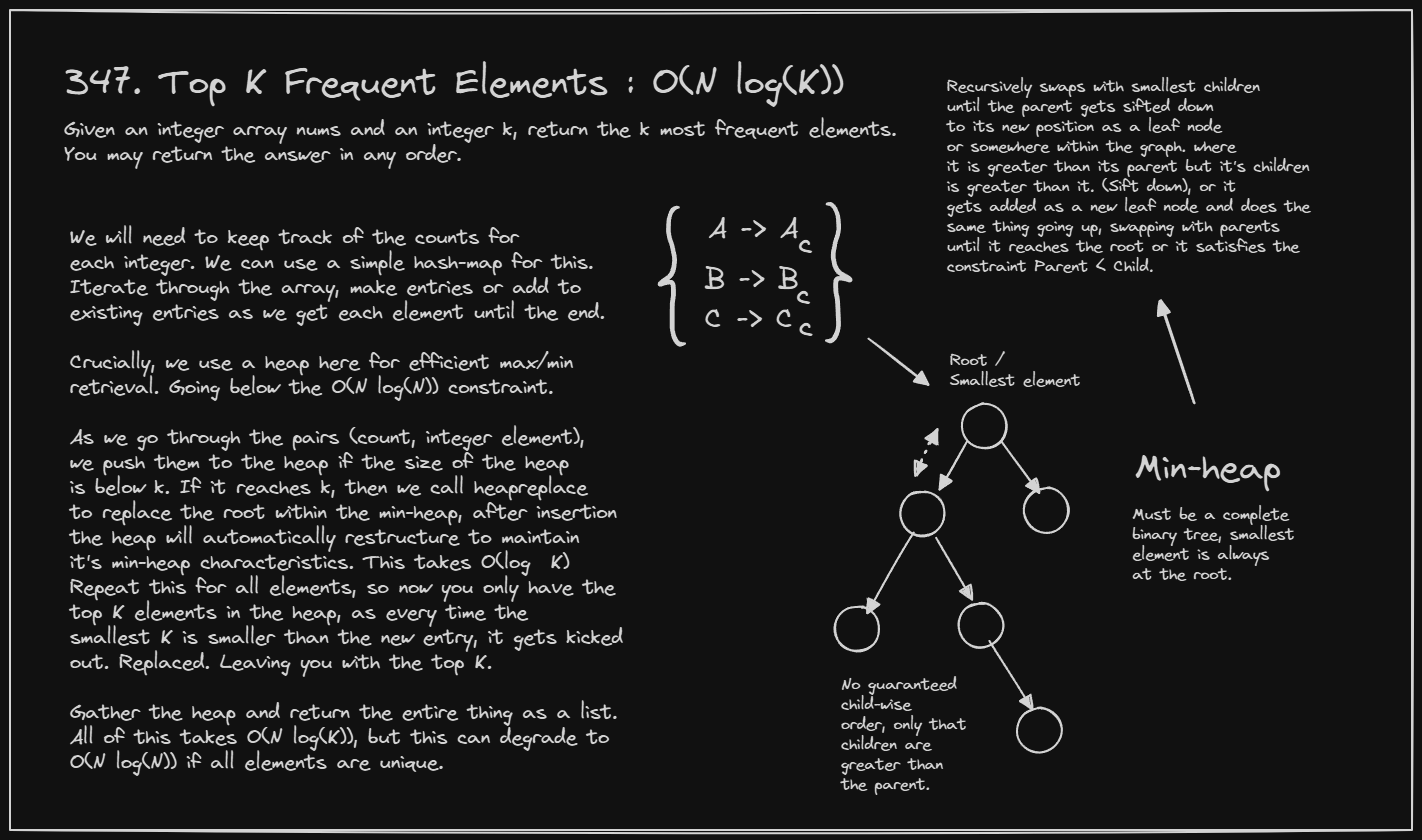 347. Top K Frequent Elements : O(N log(K))
Given an integer array nums and an integer k, return the k most frequent elements.
You may return the answer in any order.
We will need to keep track of the counts for
each integer. We can use a simple hash-map for this.
Iterate through the array, make entries or add to
existing entries as we get each element until the end.
Crucially, we use a heap here for efficient max/min
retrieval. Going below the O(N log(N)) constraint.
As we go through the pairs (count, integer element),
we push them to the heap if the size of the heap
is below k. If it reaches k, then we call heapreplace
to replace the root within the min-heap, after insertion
the heap will automatically restructure to maintain
it's min-heap characteristics. This takes O(log K)
Repeat this for all elements, so now you only have the
top K elements in the heap, as every time the
smallest K is smaller than the new entry, it gets kicked
out. Replaced. Leaving you with the top K.
Gather the heap and return the entire thing as a list.
All of this takes O(N log(K)), but this can degrade to
O(N log(N)) if all elements are unique.
A -> Ac
B -> Bc
C -> Cc
Recursively swaps with smallest children
until the parent gets sifted down
to its new position as a leaf node
or somewhere within the graph. where
it is greater than its parent but it's children
is greater than it. (Sift down), or it
gets added as a new leaf node and does the
same thing going up, swapping with parents
until it reaches the root or it satisfies the
constraint Parent < Child.
Root /
Smallest element
Min-heap
Must be a complete
binary tree, smallest
element is always
at the root.
No guaranteed
child-wise
order, only that
children are
greater than
the parent.